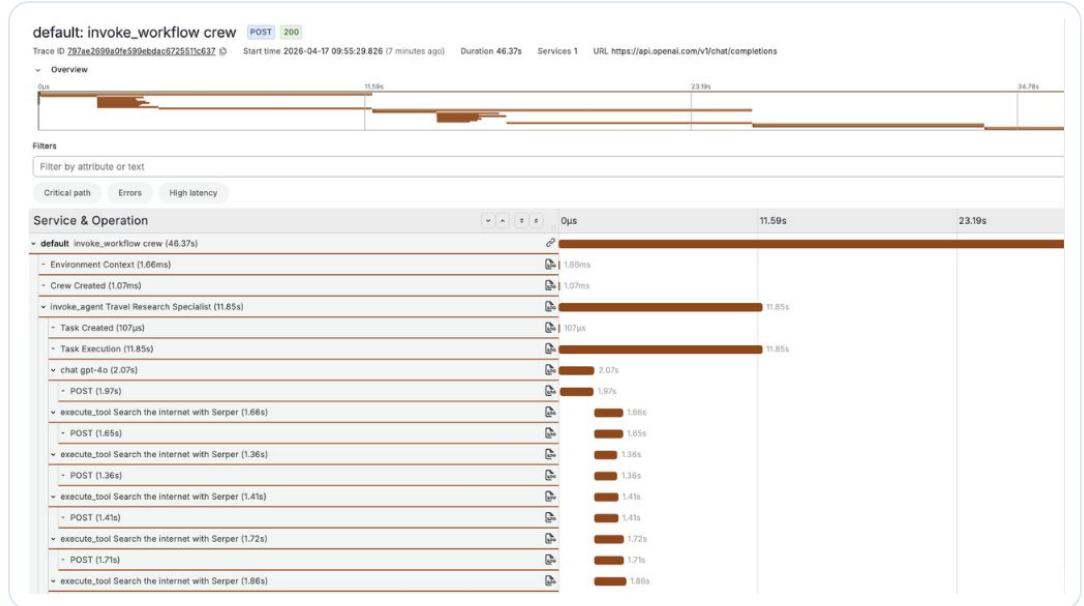 default: invoke_workflow crew POST 200
Trace ID 797ae2699a0fe599ebdac6725511c637 Start time 2026-04-17 09:55:29.826 (7 minutes ago) Duration 46.37s Services 1 URL https://api.openai.com/v1/chat/completions
Overview
0μs 11.59s 23.19s 34.78s
Filters
Filter by attribute or text
Critical path Errors High latency
Service & Operation 0μs 11.59s 23.19s
default invoke_workflow crew (46.37s)
Environment Context (1.66ms) 1.66ms
Crew Created (1.07ms) 1.07ms
invoke_agent Travel Research Specialist (11.85s) 11.85s
Task Created (107μs) 107μs
Task Execution (11.85s) 11.85s
chat gpt-4o (2.07s) 2.07s
POST (1.97s) 1.97s
execute_tool Search the internet with Serper (1.66s) 1.66s
POST (1.65s) 1.65s
execute_tool Search the internet with Serper (1.36s) 1.36s
POST (1.36s) 1.36s
execute_tool Search the internet with Serper (1.41s) 1.41s
POST (1.41s) 1.41s
execute_tool Search the internet with Serper (1.72s) 1.72s
POST (1.71s) 1.71s
execute_tool Search the internet with Serper (1.86s) 1.86s